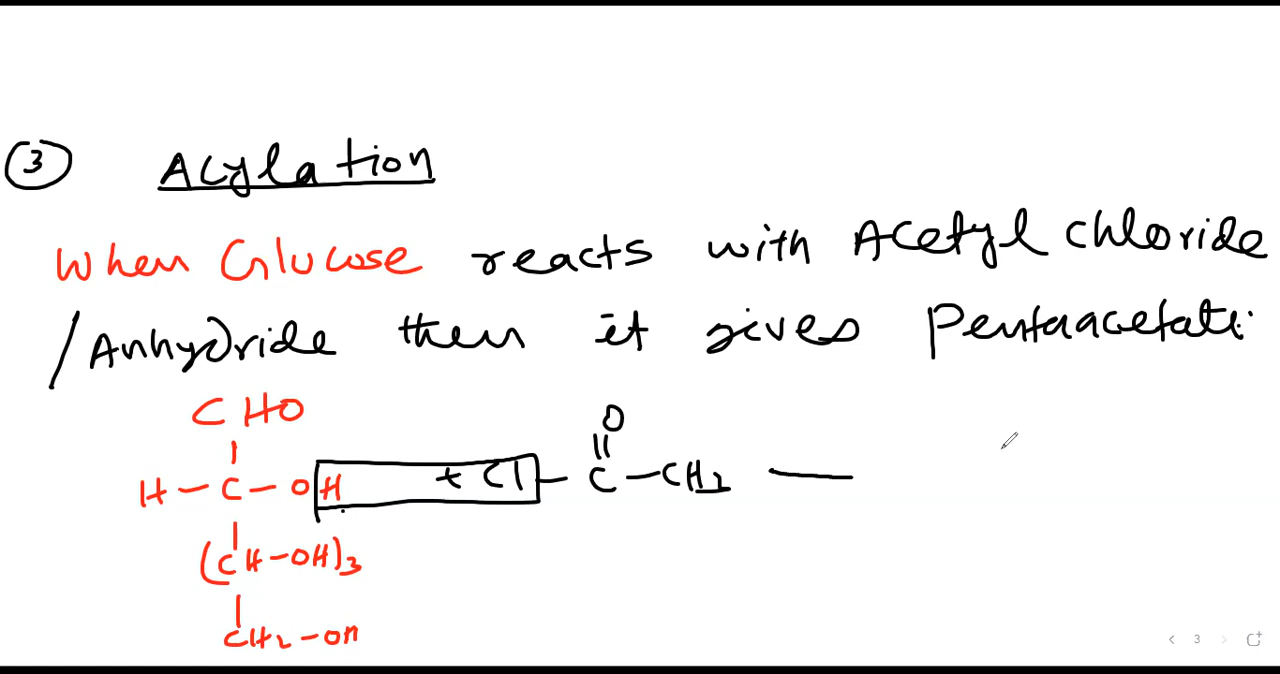 ③ Acylation
When Glucose reacts with Acetyl chloride
/Anhydride then it gives Pentaacetate
CHO
O
H - C - OH + Cl - C - CH2
(CH-OH)3
CH2-OH
3